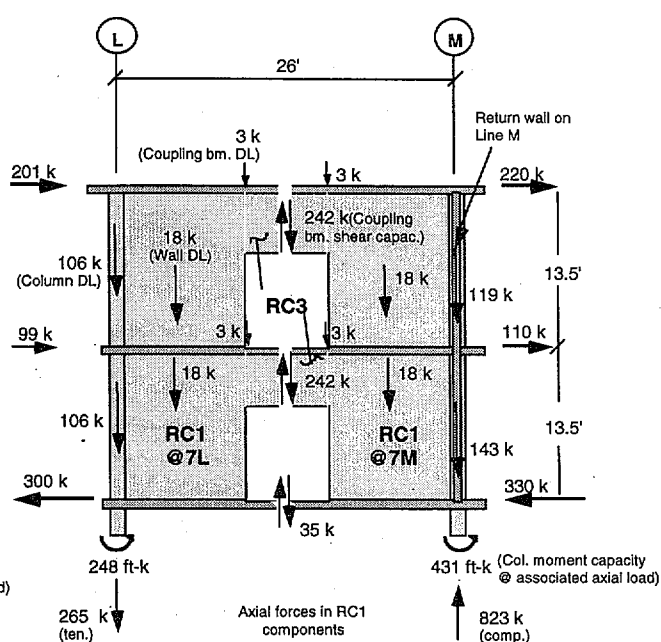 L
M
26'
Return wall on
Line M
3 k
(Coupling bm. DL)
3 k
201 k
220 k
242 k(Coupling
bm. shear capac.)
18 k
(Wall DL)
106 k
(Column DL)
18 k
13.5'
119 k
RC3
3 k
3 k
99 k
110 k
18 k
242 k
18 k
106 k
RC1
@7L
RC1
@7M
13.5'
143 k
300 k
330 k
35 k
248 ft-k
431 ft-k
(Col. moment capacity
@ associated axial load)
d)
265 k
(ten.)
Axial forces in RC1
components
823 k
(comp.)